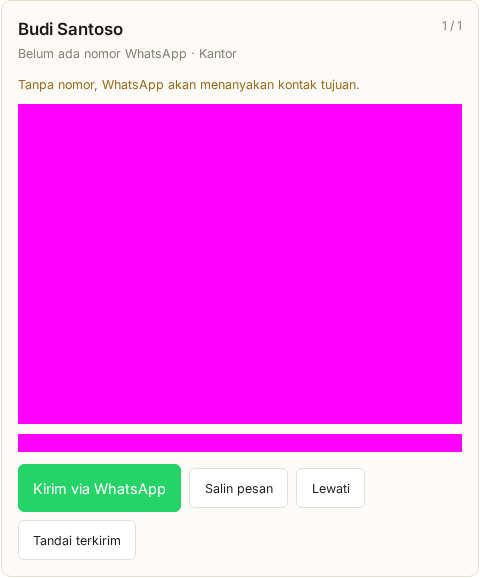 Budi Santoso
1 / 1
Belum ada nomor WhatsApp · Kantor
Tanpa nomor, WhatsApp akan menanyakan kontak tujuan.
Kirim via WhatsApp
Salin pesan
Lewati
Tandai terkirim